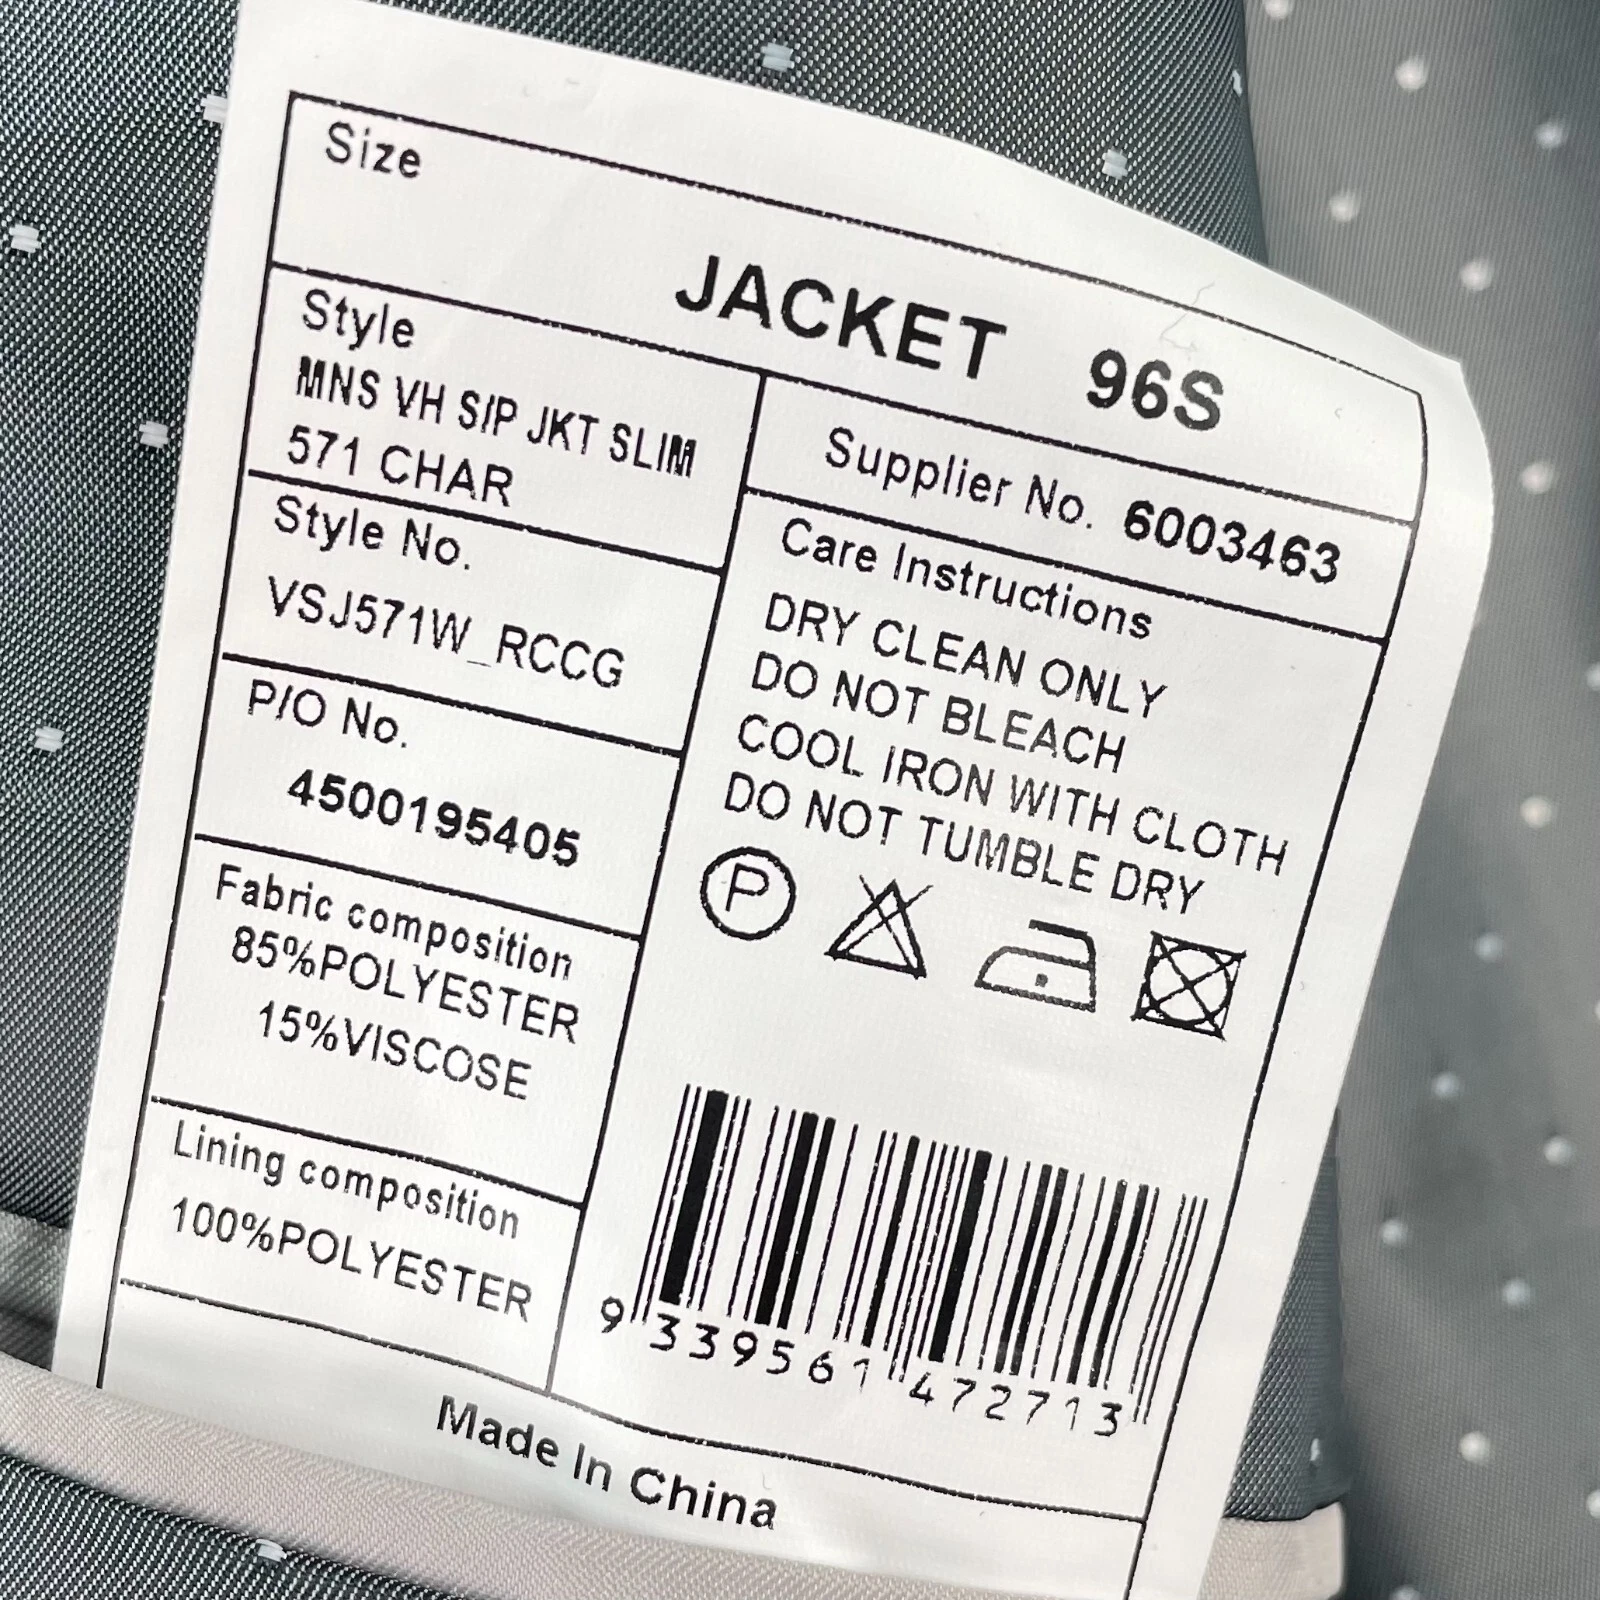 Size
JACKET 96S
Style
MNS VH S/P JKT SLIM
571 CHAR
Style No.
VSJ571W_RCCG
P/O No.
4500195405
Fabric composition
85%POLYESTER
15%VISCOSE
Lining composition
100%POLYESTER
Supplier No. 6003463
Care Instructions
DRY CLEAN ONLY
DO NOT BLEACH
COOL IRON WITH CLOTH
DO NOT TUMBLE DRY
P
9 339561 472713
Made In China